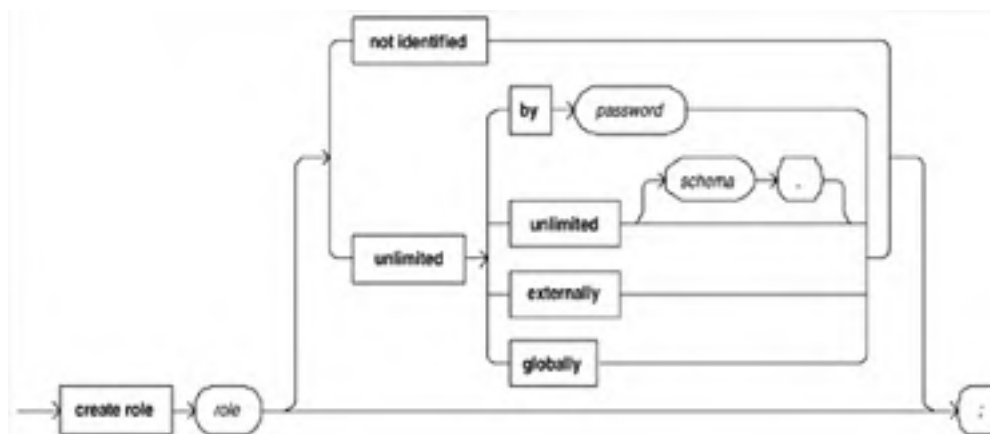 not identified
by password
schema .
unlimited
unlimited
externally
globally
create role role ;